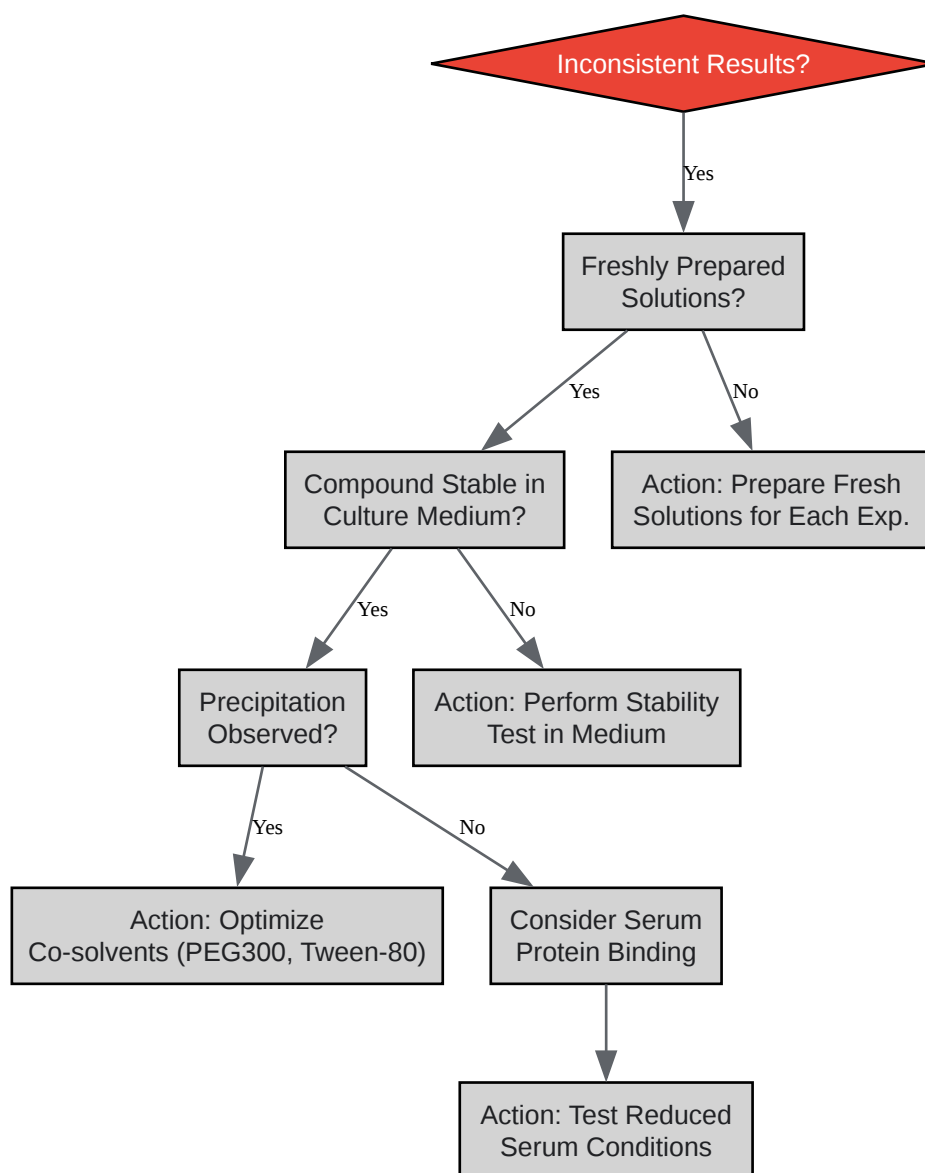 Inconsistent Results?
Yes
Freshly Prepared
Solutions?
Yes
No
Compound Stable in
Culture Medium?
Action: Prepare Fresh
Solutions for Each Exp.
Yes
No
Precipitation
Observed?
Action: Perform Stability
Test in Medium
Yes
No
Action: Optimize
Co-solvents (PEG300, Tween-80)
Consider Serum
Protein Binding
Action: Test Reduced
Serum Conditions